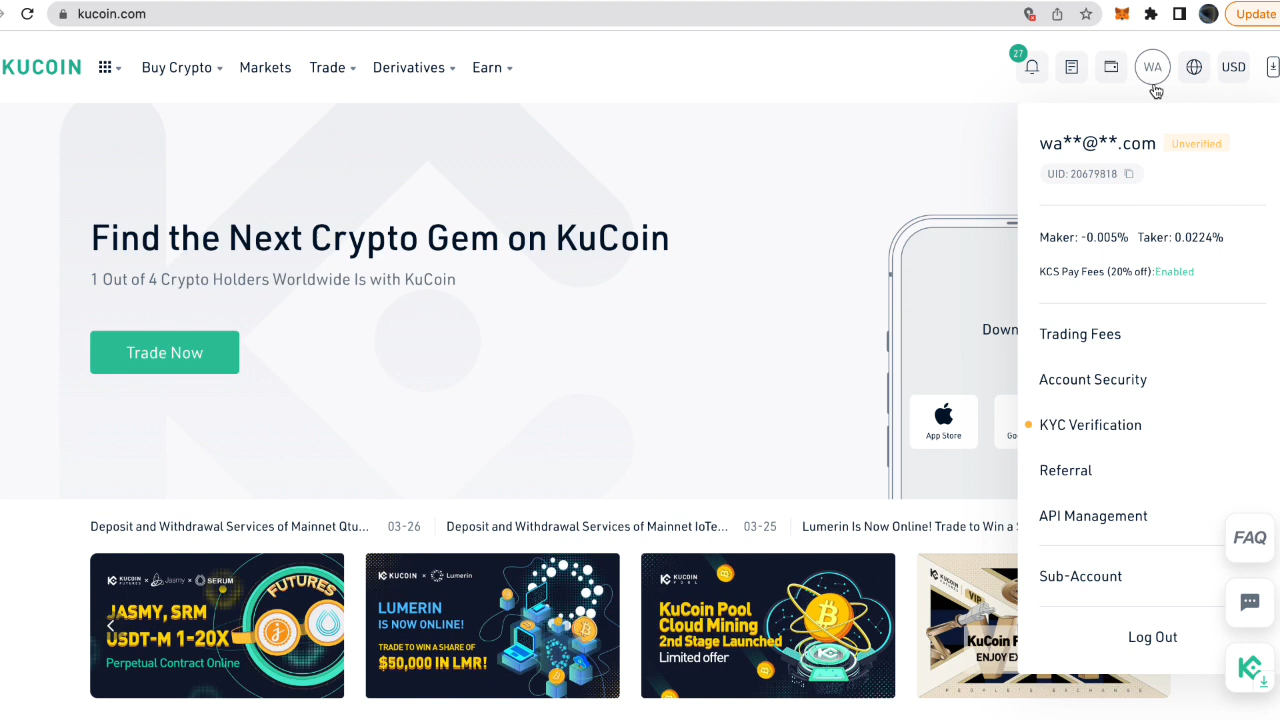 kucoin.com
Update
KUCOIN
Buy Crypto
Markets
Trade
Derivatives
Earn
27
WA
USD
wa**@**.com Unverified
UID: 20679818
Maker: -0.005% Taker: 0.0224%
KCS Pay Fees (20% off):Enabled
Trading Fees
Account Security
KYC Verification
Referral
API Management
Sub-Account
Log Out
Find the Next Crypto Gem on KuCoin
1 Out of 4 Crypto Holders Worldwide Is with KuCoin
Trade Now
Down
App Store
Go
Deposit and Withdrawal Services of Mainnet Qtu... 03-26
Deposit and Withdrawal Services of Mainnet IoTe... 03-25
Lumerin Is Now Online! Trade to Win a
KUCOIN FUTURES x Jasmy x SERUM
JASMY, SRM
USDT-M 1-20X
Perpetual Contract Online
FUTURES
KUCOIN x Lumerin
LUMERIN
IS NOW ONLINE!
TRADE TO WIN A SHARE OF
$50,000 IN LMR!
KUCOIN POOL
KuCoin Pool
Cloud Mining
2nd Stage Launched
Limited offer
KUCOIN FUTURES
VIP
KuCoin
ENJOY EX
PEOPLE'S EXCHANGE
FAQ